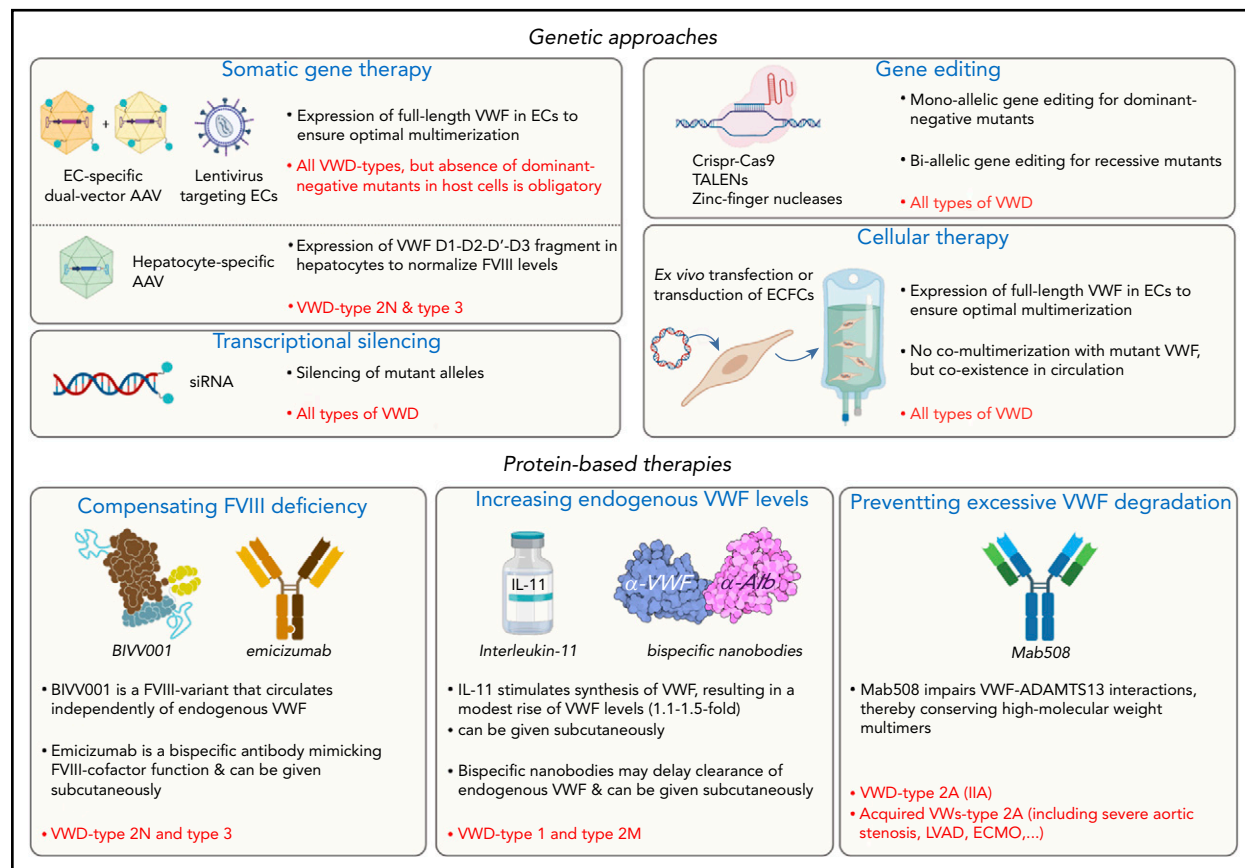 Genetic approaches
Somatic gene therapy
EC-specific
dual-vector AAV
Lentivirus
targeting ECs
• Expression of full-length VWF in ECs to
ensure optimal multimerization
• All VWD-types, but absence of dominant-
negative mutants in host cells is obligatory
Hepatocyte-specific
AAV
• Expression of VWF D1-D2-D′-D3 fragment in
hepatocytes to normalize FVIII levels
• VWD-type 2N & type 3
Transcriptional silencing
siRNA
• Silencing of mutant alleles
• All types of VWD
Gene editing
Crispr-Cas9
TALENs
Zinc-finger nucleases
• Mono-allelic gene editing for dominant-
negative mutants
• Bi-allelic gene editing for recessive mutants
• All types of VWD
Cellular therapy
Ex vivo transfection or
transduction of ECFCs
• Expression of full-length VWF in ECs to
ensure optimal multimerization
• No co-multimerization with mutant VWF,
but co-existence in circulation
• All types of VWD
Protein-based therapies
Compensating FVIII deficiency
BIVV001
emicizumab
• BIVV001 is a FVIII-variant that circulates
independently of endogenous VWF
• Emicizumab is a bispecific antibody mimicking
FVIII-cofactor function & can be given
subcutaneously
• VWD-type 2N and type 3
Increasing endogenous VWF levels
IL-11
α-VWF
α-Alb
Interleukin-11
bispecific nanobodies
• IL-11 stimulates synthesis of VWF, resulting in a
modest rise of VWF levels (1.1-1.5-fold)
• can be given subcutaneously
• Bispecific nanobodies may delay clearance of
endogenous VWF & can be given subcutaneously
• VWD-type 1 and type 2M
Preventting excessive VWF degradation
Mab508
• Mab508 impairs VWF-ADAMTS13 interactions,
thereby conserving high-molecular weight
multimers
• VWD-type 2A (IIA)
• Acquired VWs-type 2A (including severe aortic
stenosis, LVAD, ECMO,...)